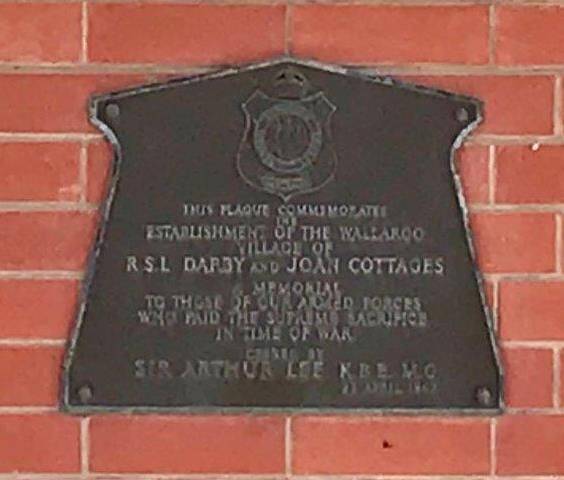 THIS PLAQUE COMMEMORATES
THE
ESTABLISHMENT OF THE WALLAROO
VILLAGE OF
R.S.L. DARBY AND JOAN COTTAGES
A MEMORIAL
TO THOSE OF OUR ARMED FORCES
WHO PAID THE SUPREME SACRIFICE
IN TIME OF WAR
OPENED BY
SIR ARTHUR LEE K.B.E. M.C.
APRIL